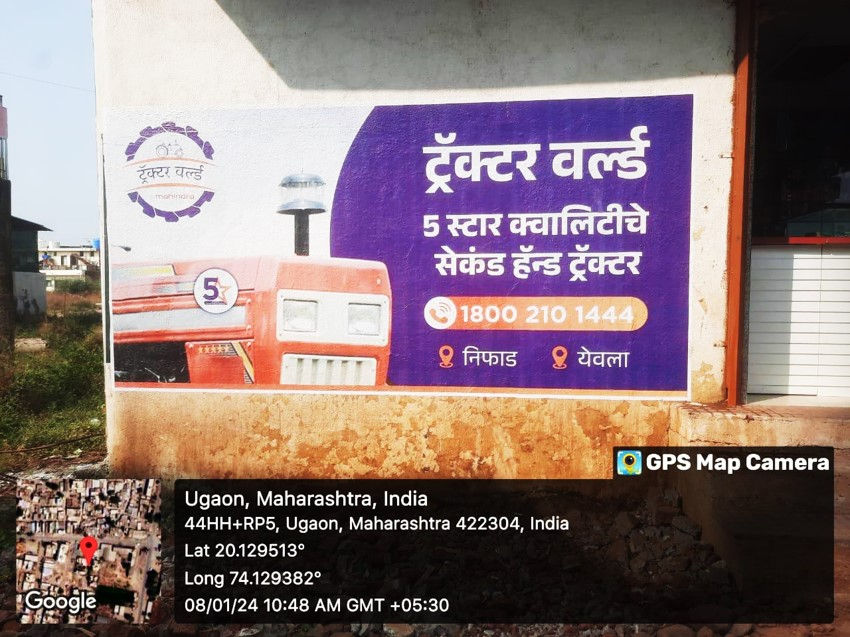 ट्रॅक्टर वर्ल्ड
mahindra
ट्रॅक्टर वर्ल्ड
5 स्टार क्वालिटीचे
सेकंड हॅन्ड ट्रॅक्टर
5
1800 210 1444
निफाड येवला
GPS Map Camera
Ugaon, Maharashtra, India
44HH+RP5, Ugaon, Maharashtra 422304, India
Lat 20.129513°
Long 74.129382°
08/01/24 10:48 AM GMT +05:30
Google